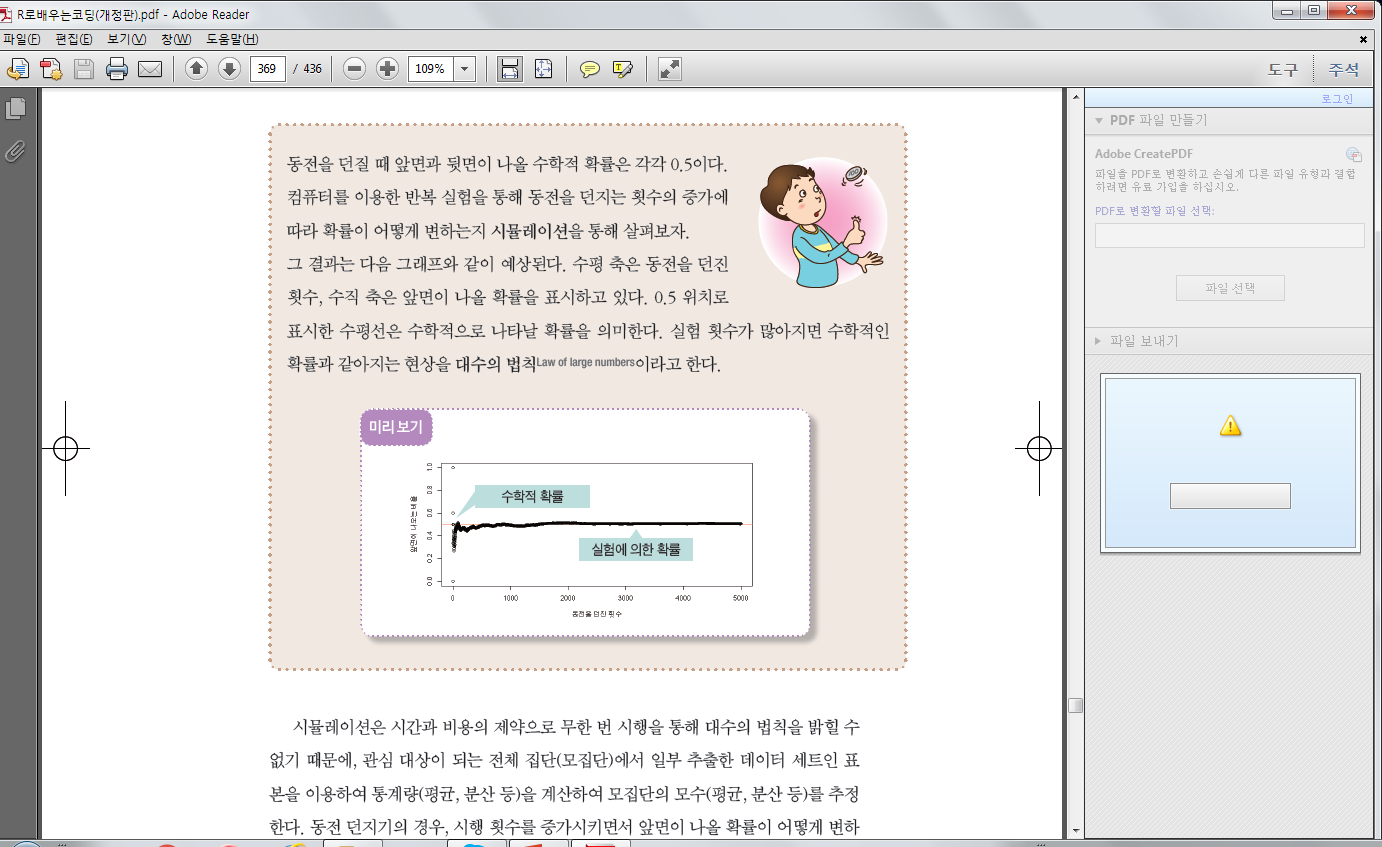 R로배우는코딩(개정판).pdf - Adobe Reader
파일(F) 편집(E) 보기(V) 창(W) 도움말(H)
369 / 436 109% 도구 주석
로그인
PDF 파일 만들기
Adobe CreatePDF
파일을 PDF로 변환하고 손쉽게 다른 파일 유형과 결합
하려면 유료 가입을 하십시오.
PDF로 변환할 파일 선택:
파일 선택
파일 보내기
동전을 던질 때 앞면과 뒷면이 나올 수학적 확률은 각각 0.5이다.
컴퓨터를 이용한 반복 실험을 통해 동전을 던지는 횟수의 증가에
따라 확률이 어떻게 변하는지 시뮬레이션을 통해 살펴보자.
그 결과는 다음 그래프와 같이 예상된다. 수평 축은 동전을 던진
횟수, 수직 축은 앞면이 나올 확률을 표시하고 있다. 0.5 위치로
표시한 수평선은 수학적으로 나타날 확률을 의미한다. 실험 횟수가 많아지면 수학적인
확률과 같아지는 현상을 대수의 법칙Law of large numbers이라고 한다.
100
미리 보기
수학적 확률
실험에 의한 확률
앞면이 나오는 비율
1.0
0.8
0.6
0.4
0.2
0.0
0 1000 2000 3000 4000 5000
동전을 던진 횟수
시뮬레이션은 시간과 비용의 제약으로 무한 번 시행을 통해 대수의 법칙을 밝힐 수
없기 때문에, 관심 대상이 되는 전체 집단(모집단)에서 일부 추출한 데이터 세트인 표
본을 이용하여 통계량(평균, 분산 등)을 계산하여 모집단의 모수(평균, 분산 등)를 추정
한다. 동전 던지기의 경우, 시행 횟수를 증가시키면서 앞면이 나올 확률이 어떻게 변하